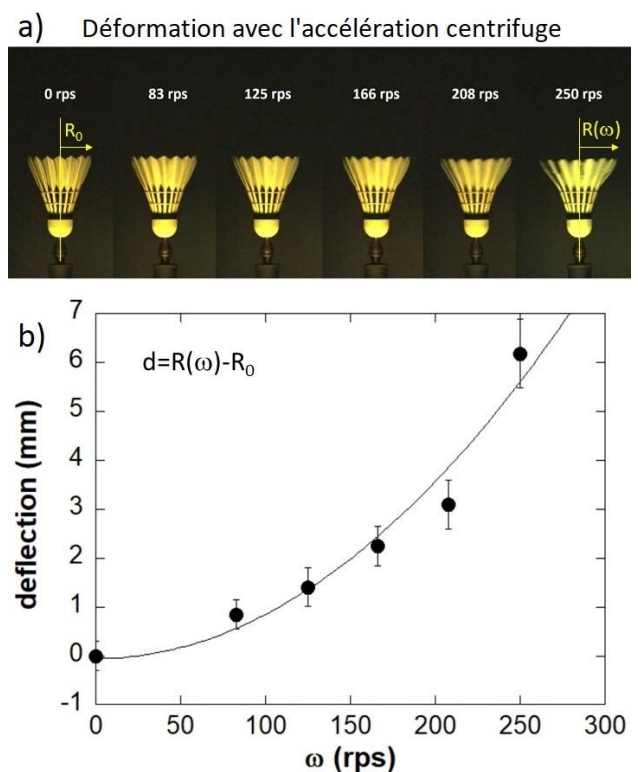 a) Déformation avec l'accélération centrifuge
0 rps 83 rps 125 rps 166 rps 208 rps 250 rps
R₀ R(ω)
b)
d=R(ω)-R₀
7
6
5
4
3
2
1
0
-1
deflection (mm)
0 50 100 150 200 250 300
ω (rps)